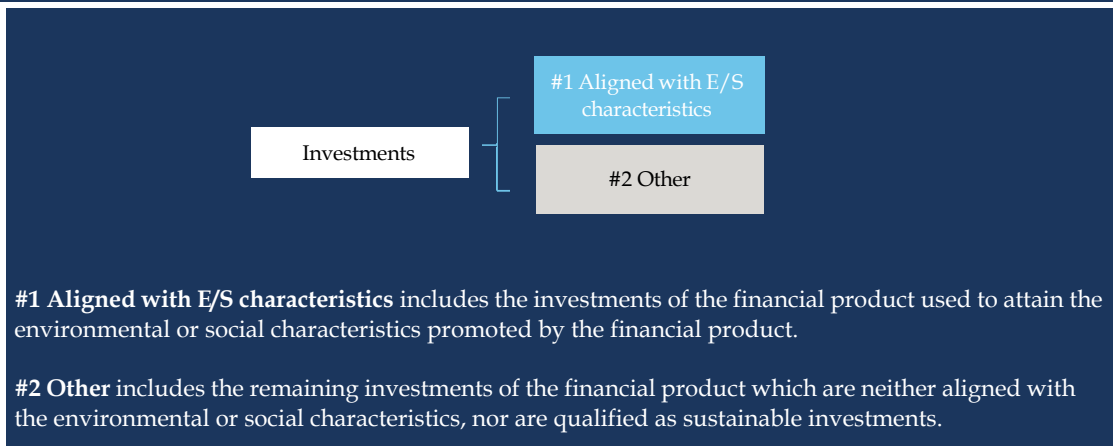 #1 Aligned with E/S
characteristics
Investments
#2 Other
#1 Aligned with E/S characteristics includes the investments of the financial product used to attain the
environmental or social characteristics promoted by the financial product.
#2 Other includes the remaining investments of the financial product which are neither aligned with
the environmental or social characteristics, nor are qualified as sustainable investments.